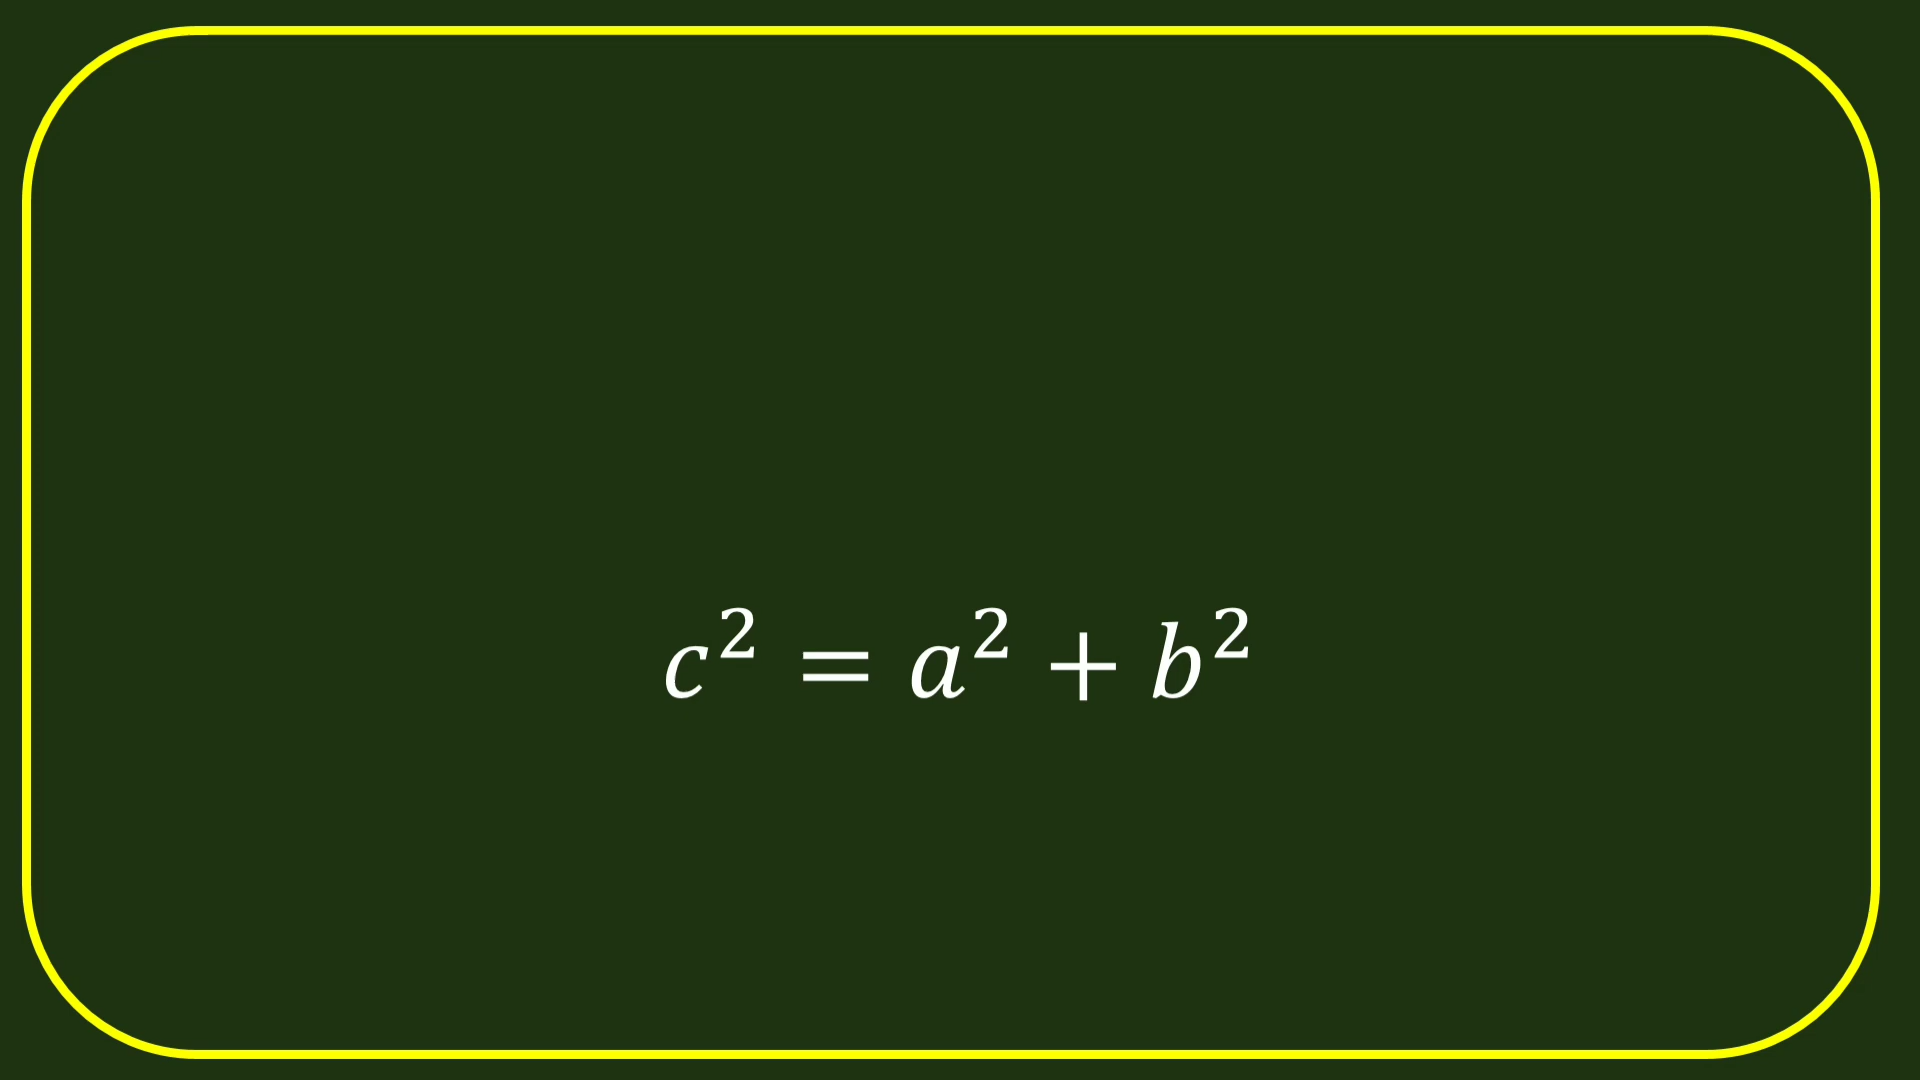 c² = a² + b²